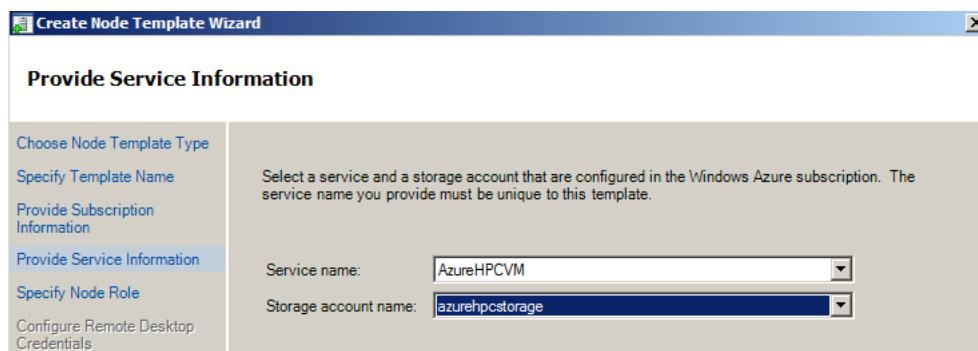 Create Node Template Wizard
Provide Service Information
Choose Node Template Type
Specify Template Name
Provide Subscription
Information
Provide Service Information
Specify Node Role
Configure Remote Desktop
Credentials
Select a service and a storage account that are configured in the Windows Azure subscription. The
service name you provide must be unique to this template.
Service name: AzureHPCVM
Storage account name: azurehpcstorage